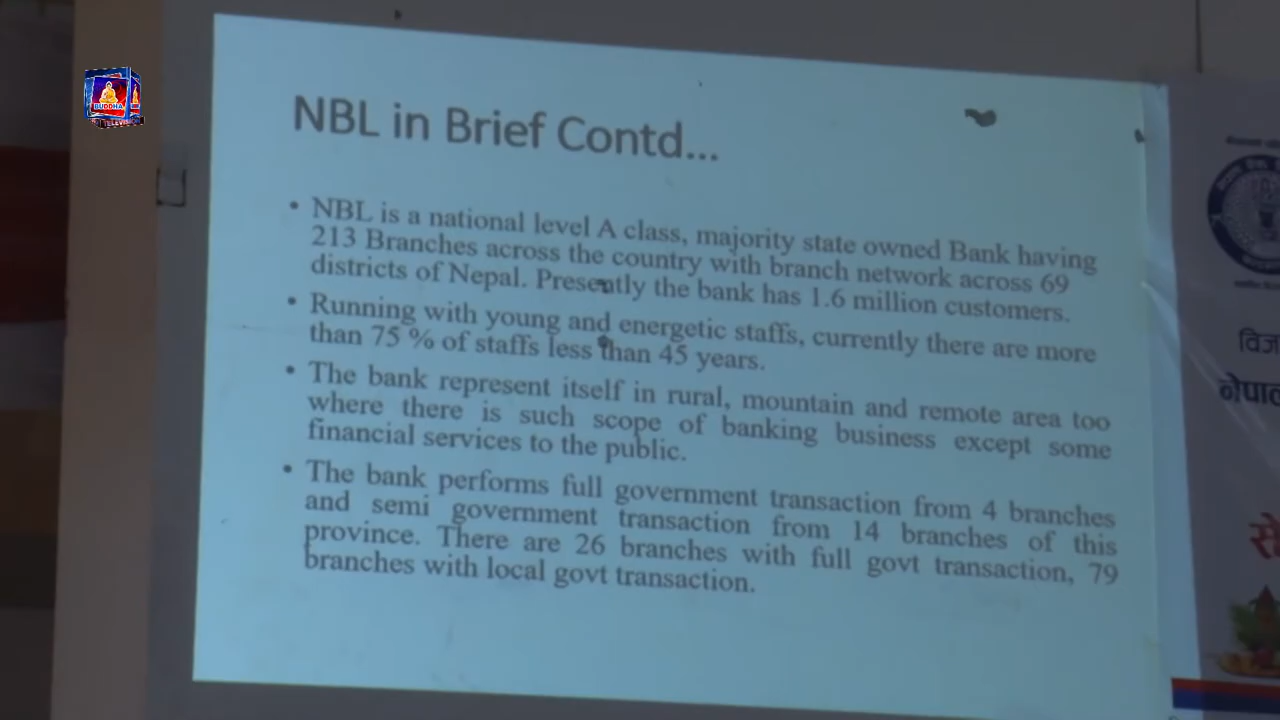 BUDDHA
TELEVISION
NBL in Brief Contd...
• NBL is a national level A class, majority state owned Bank having
213 Branches across the country with branch network across 69
districts of Nepal. Presently the bank has 1.6 million customers.
• Running with young and energetic staffs, currently there are more
than 75 % of staffs less than 45 years.
• The bank represent itself in rural, mountain and remote area too
where there is such scope of banking business except some
financial services to the public.
• The bank performs full government transaction from 4 branches
and semi government transaction from 14 branches of this
province. There are 26 branches with full govt transaction, 79
branches with local govt transaction.